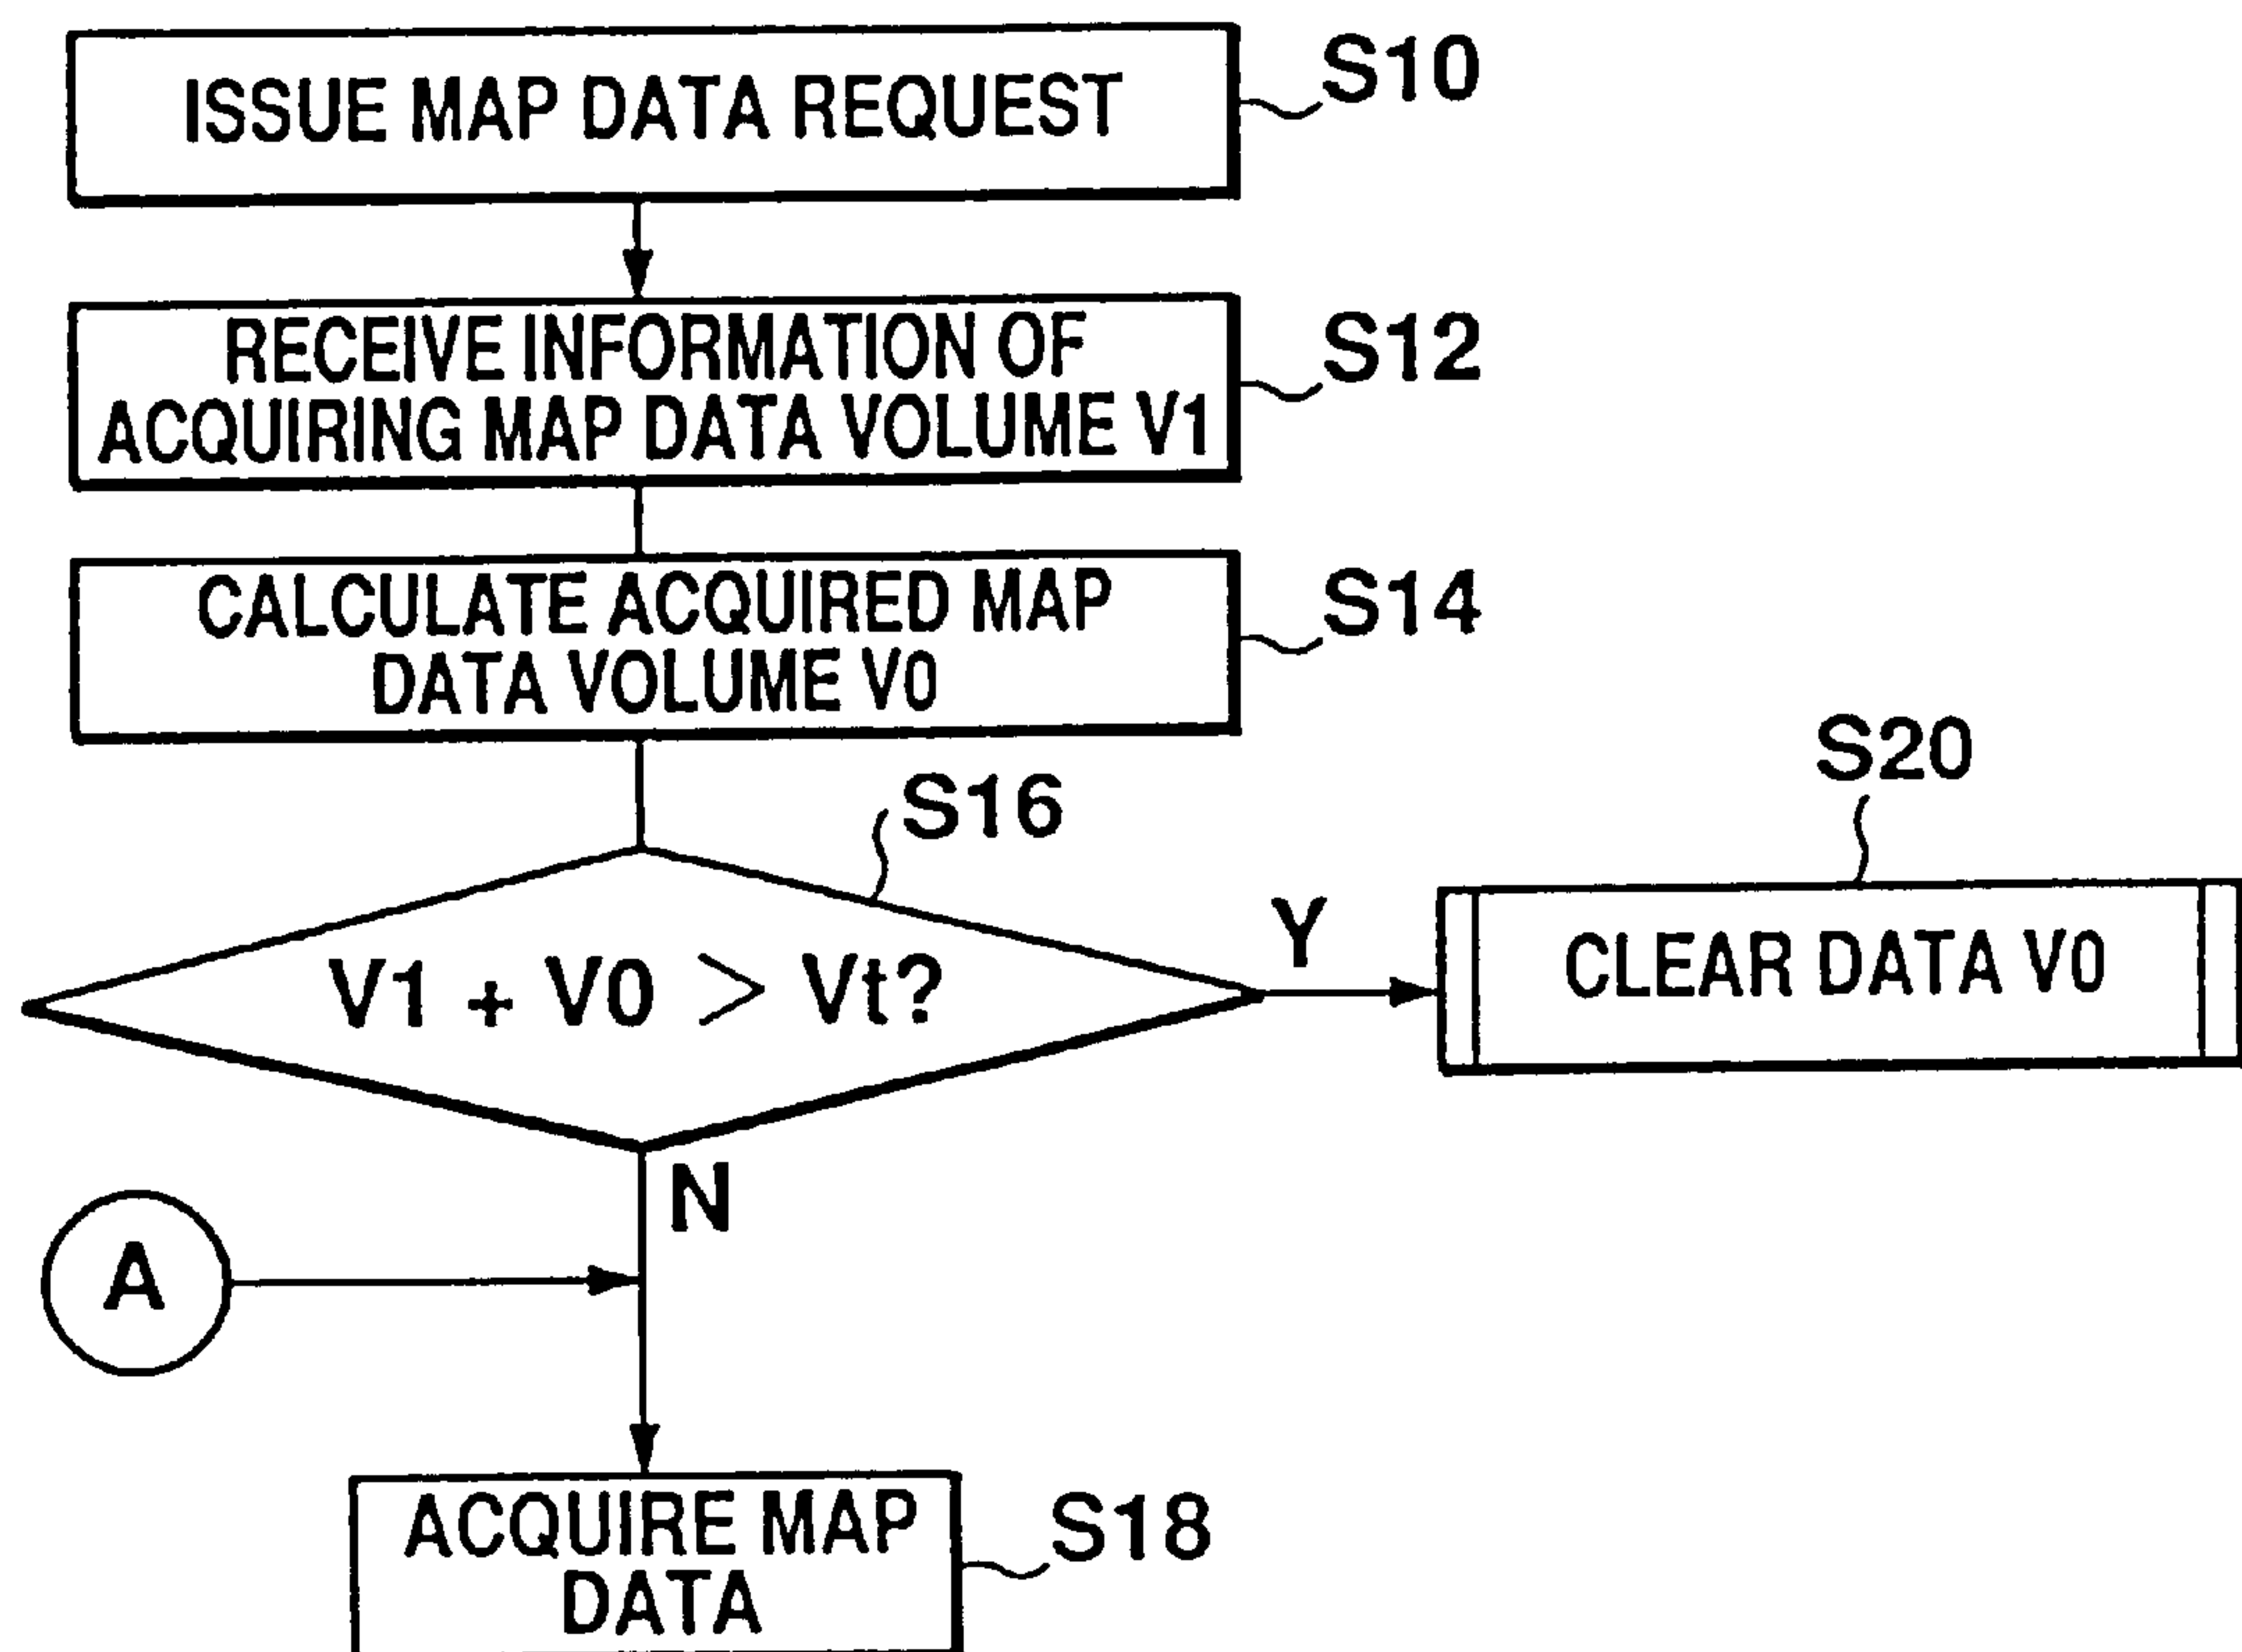 ISSUE MAP DATA REQUEST
S10
RECEIVE INFORMATION OF
ACQUIRING MAP DATA VOLUME V1
S12
CALCULATE ACQUIRED MAP
DATA VOLUME V0
S14
S16
V1 + V0 > Vt?
Y
S20
CLEAR DATA V0
N
A
ACQUIRE MAP
DATA
S18